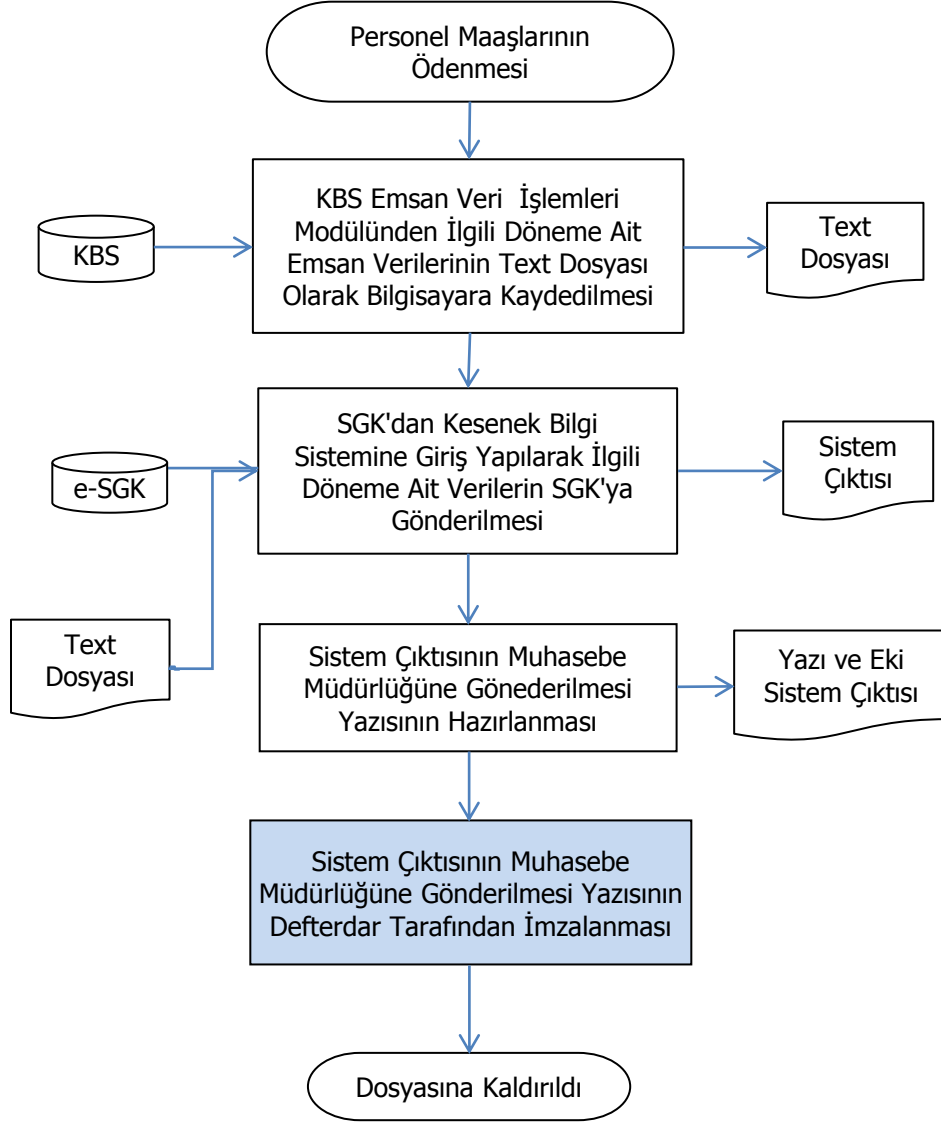 Personel Maaşlarının
Ödenmesi
KBS Emsan Veri  İşlemleri
Modülünden İlgili Döneme Ait
Emsan Verilerinin Text Dosyası
Olarak Bilgisayara Kaydedilmesi
KBS
Text
Dosyası
SGK'dan Kesenek Bilgi
Sistemine Giriş Yapılarak İlgili
Döneme Ait Verilerin SGK'ya
Gönderilmesi
e-SGK
Sistem
Çıktısı
Text
Dosyası
Sistem Çıktısının Muhasebe
Müdürlüğüne Gönederilmesi
Yazısının Hazırlanması
Yazı ve Eki
Sistem Çıktısı
Sistem Çıktısının Muhasebe
Müdürlüğüne Gönderilmesi Yazısının
Defterdar Tarafından İmzalanması
Dosyasına Kaldırıldı